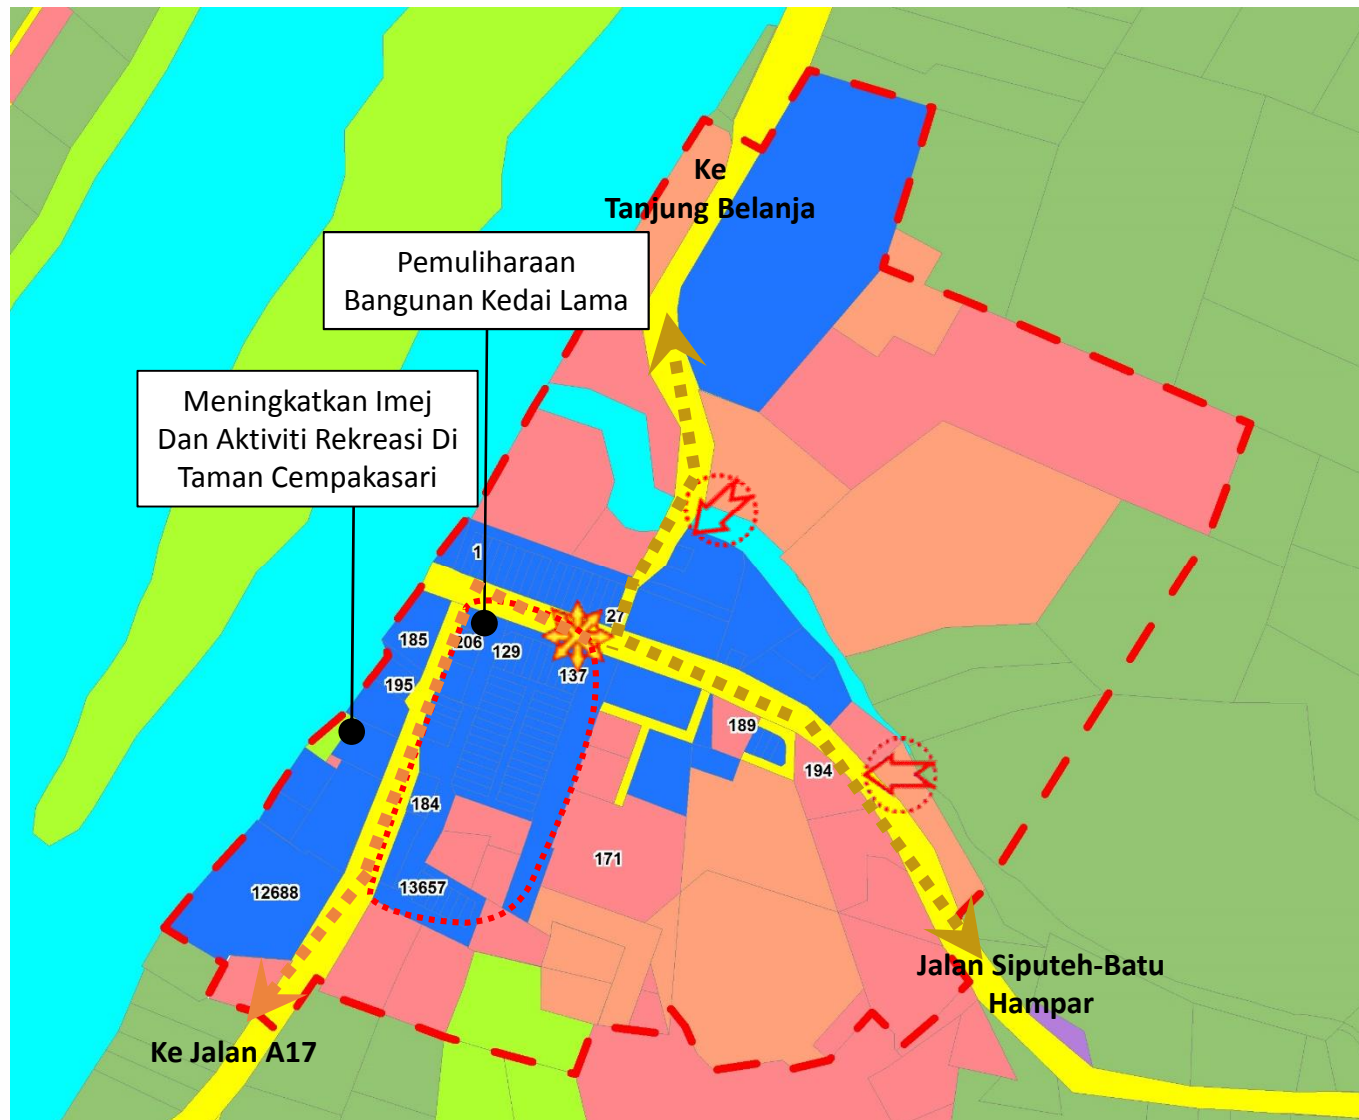 Ke
Tanjung Belanja
Pemuliharaan
Bangunan Kedai Lama
Meningkatkan Imej
Dan Aktiviti Rekreasi Di
Taman Cempakasari
1
27
185
206
129
137
195
189
194
184
171
12688
13657
Jalan Siputeh-Batu
Hampar
Ke Jalan A17